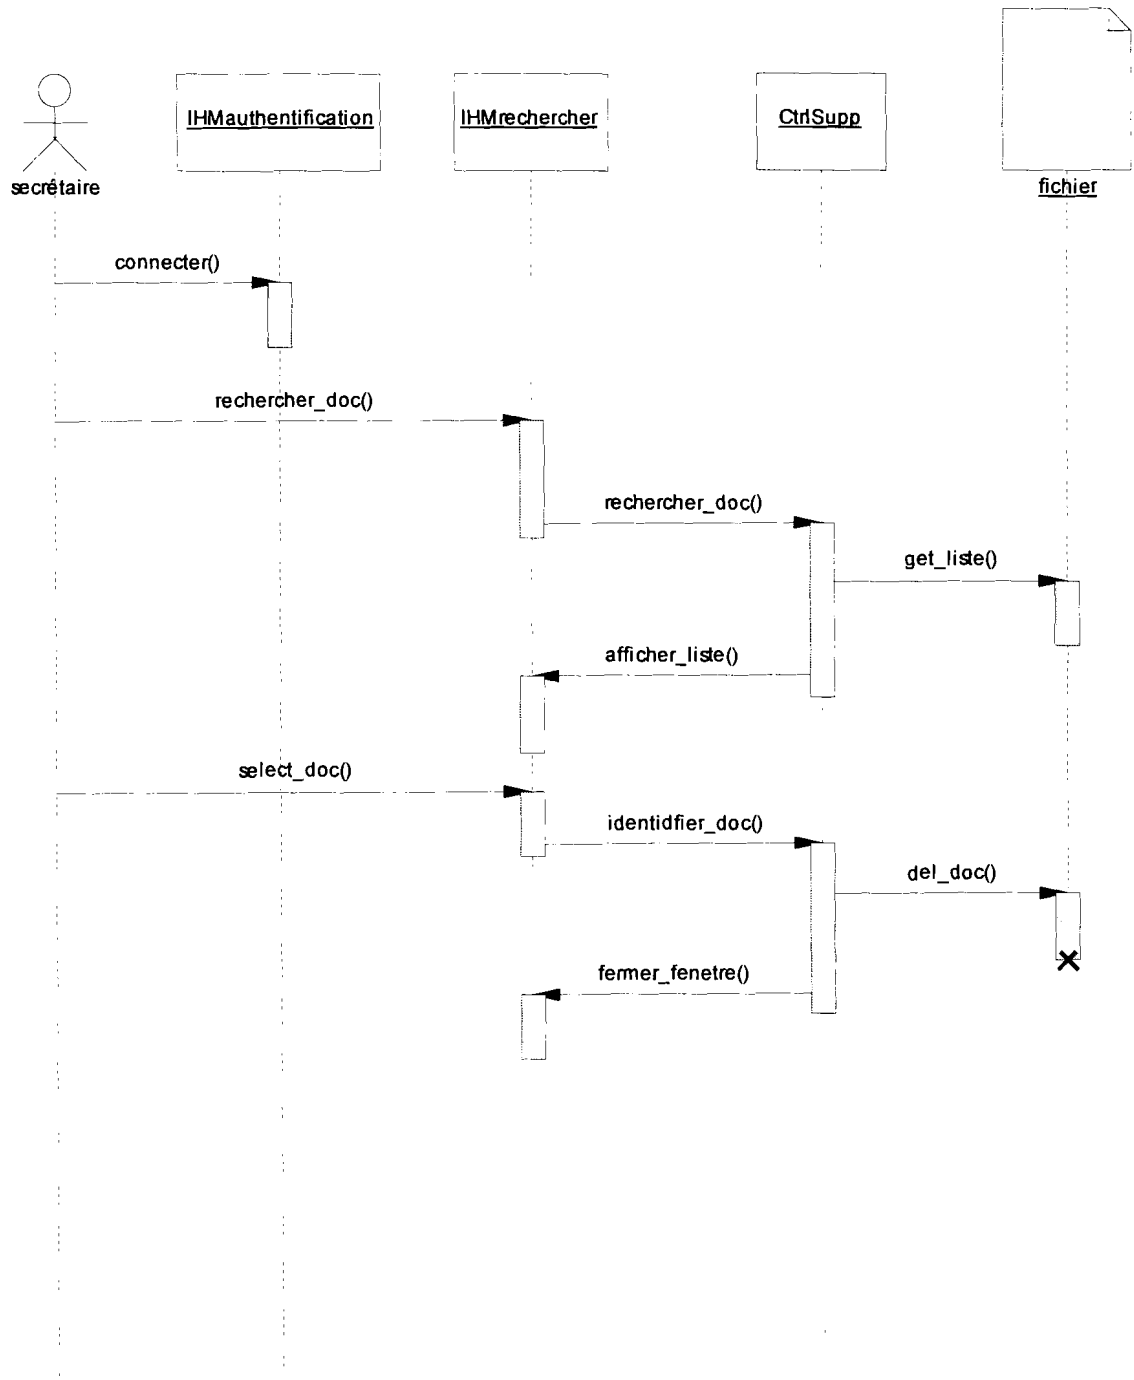 IHMauthentification
IHMrechercher
CtrlSupp
secrétaire
fichier
connecter()
rechercher_doc()
rechercher_doc()
get_liste()
afficher_liste()
select_doc()
identidfier_doc()
del_doc()
fermer_fenetre()